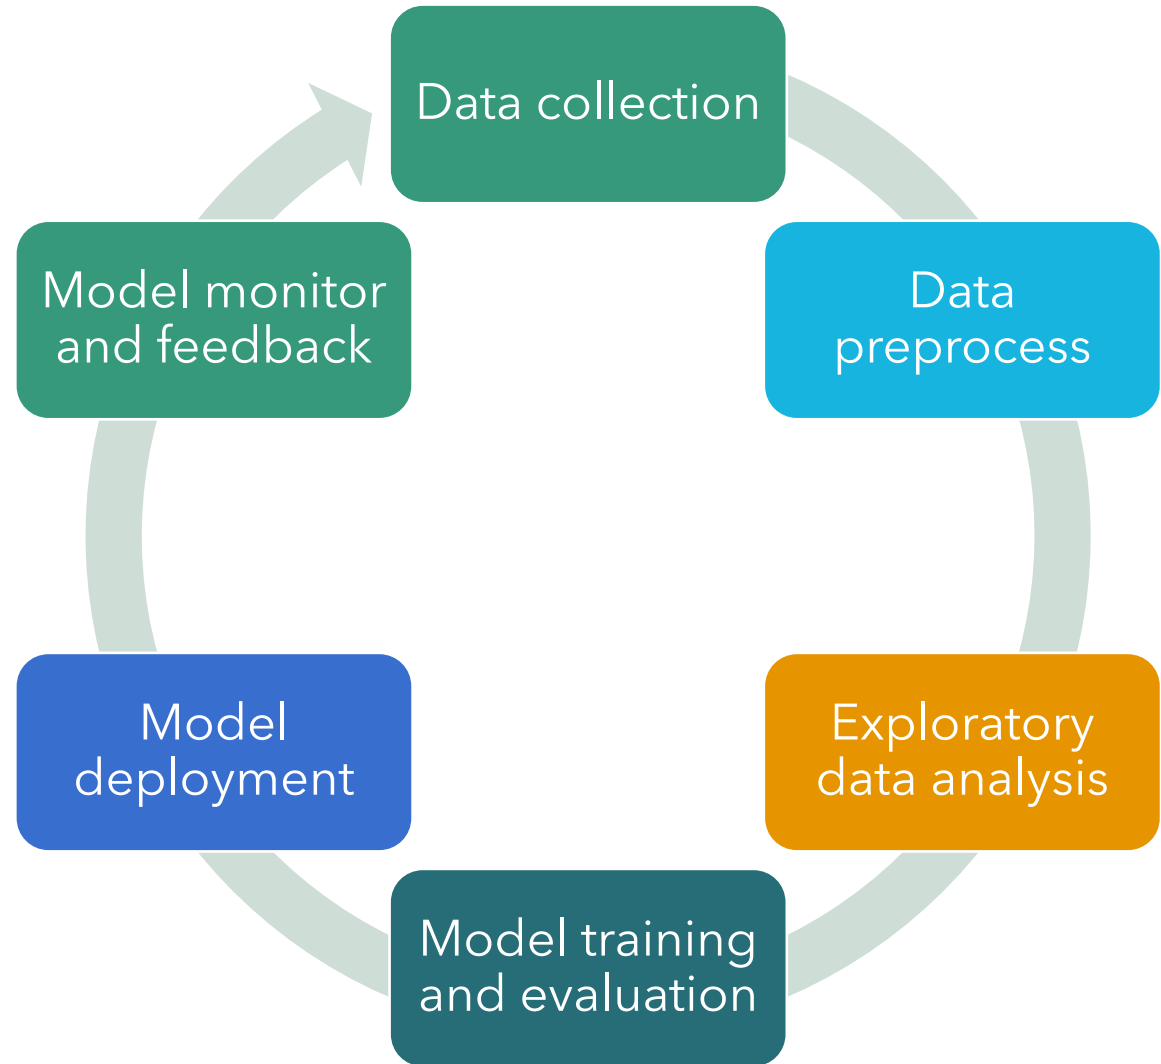 Data collection
Data
preprocess
Exploratory
data analysis
Model training
and evaluation
Model
deployment
Model monitor
and feedback